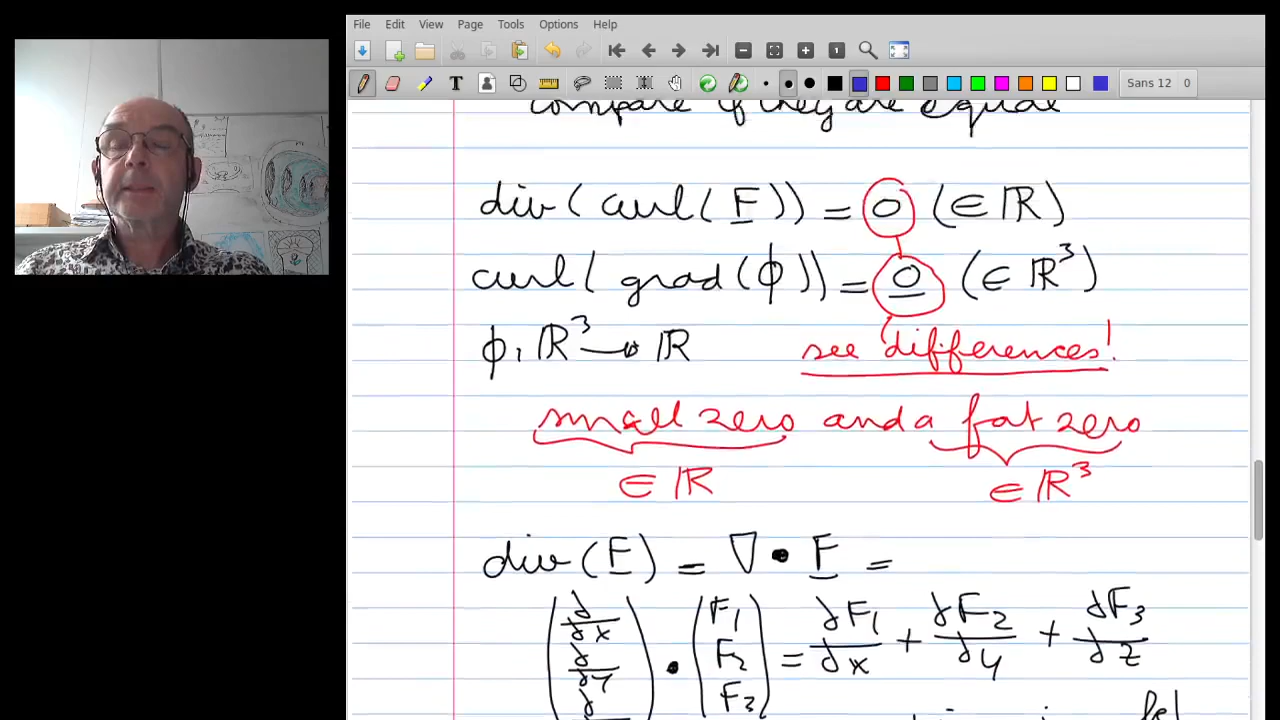 File Edit View Page Tools Options Help
Sans 12 0
compare if they are equal
div(curl(F)) = 0 (∈ ℝ)
curl(grad(ϕ)) = 0 (∈ ℝ³)
ϕ: ℝ³ → ℝ see differences!
small zero and a fat zero
∈ ℝ ∈ ℝ³
div(F) = ∇ • F =
(∂/∂x ∂/∂y ∂) • (F₁ F₂ F₃) = ∂F₁/∂x + ∂F₂/∂y + ∂F₃/∂z